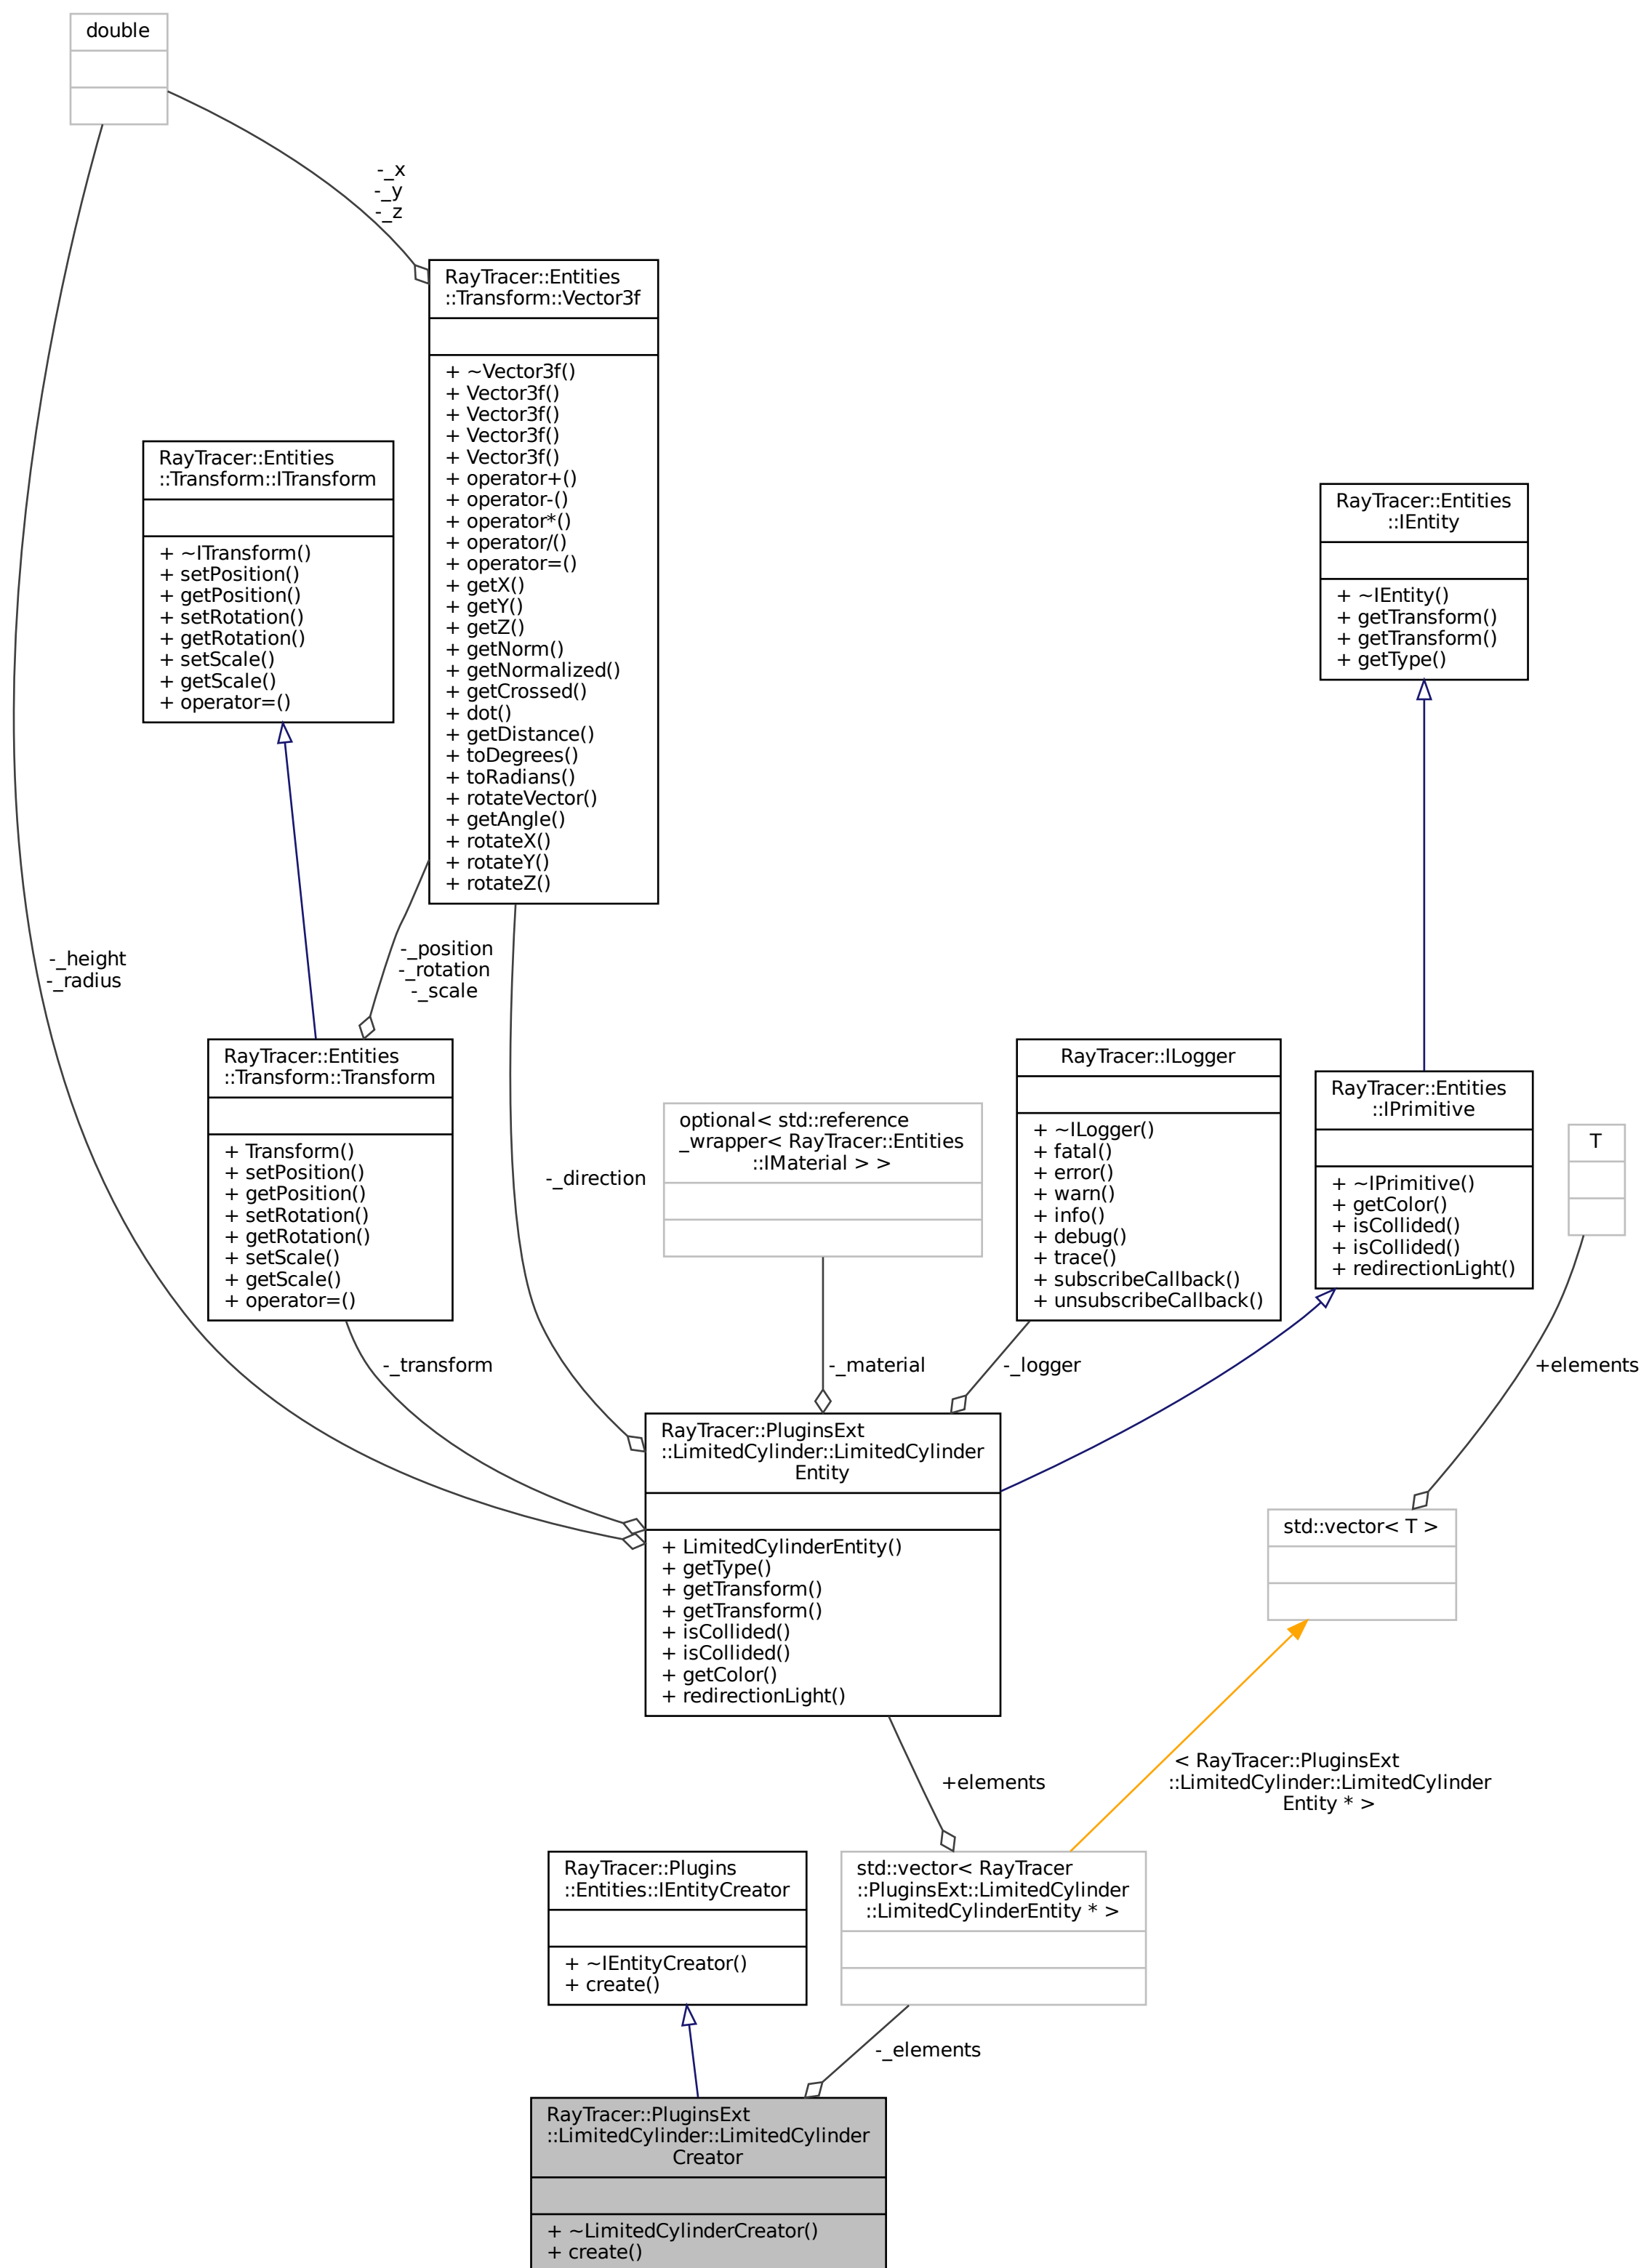 double
-_x
-_y
-_z
RayTracer::Entities
::Transform::Vector3f
+ ~Vector3f()
+ Vector3f()
+ Vector3f()
+ Vector3f()
+ Vector3f()
+ operator+()
+ operator-()
+ operator*()
+ operator/()
+ operator=()
+ getX()
+ getY()
+ getZ()
+ getNorm()
+ getNormalized()
+ getCrossed()
+ dot()
+ getDistance()
+ toDegrees()
+ toRadians()
+ rotateVector()
+ getAngle()
+ rotateX()
+ rotateY()
+ rotateZ()
RayTracer::Entities
::Transform::ITransform
+ ~ITransform()
+ setPosition()
+ getPosition()
+ setRotation()
+ getRotation()
+ setScale()
+ getScale()
+ operator=()
RayTracer::Entities
::IEntity
+ ~IEntity()
+ getTransform()
+ getTransform()
+ getType()
-_height
-_radius
-_position
-_rotation
-_scale
RayTracer::Entities
::Transform::Transform
+ Transform()
+ setPosition()
+ getPosition()
+ setRotation()
+ getRotation()
+ setScale()
+ getScale()
+ operator=()
-_direction
optional< std::reference
_wrapper< RayTracer::Entities
::IMaterial > >
RayTracer::ILogger
+ ~ILogger()
+ fatal()
+ error()
+ warn()
+ info()
+ debug()
+ trace()
+ subscribeCallback()
+ unsubscribeCallback()
RayTracer::Entities
::IPrimitive
+ ~IPrimitive()
+ getColor()
+ isCollided()
+ isCollided()
+ redirectionLight()
T
-_transform
-_material
-_logger
+elements
RayTracer::PluginsExt
::LimitedCylinder::LimitedCylinder
Entity
+ LimitedCylinderEntity()
+ getType()
+ getTransform()
+ getTransform()
+ isCollided()
+ isCollided()
+ getColor()
+ redirectionLight()
std::vector< T >
+elements
< RayTracer::PluginsExt
::LimitedCylinder::LimitedCylinder
Entity * >
RayTracer::Plugins
::Entities::IEntityCreator
+ ~IEntityCreator()
+ create()
std::vector< RayTracer
::PluginsExt::LimitedCylinder
::LimitedCylinderEntity * >
-_elements
RayTracer::PluginsExt
::LimitedCylinder::LimitedCylinder
Creator
+ ~LimitedCylinderCreator()
+ create()